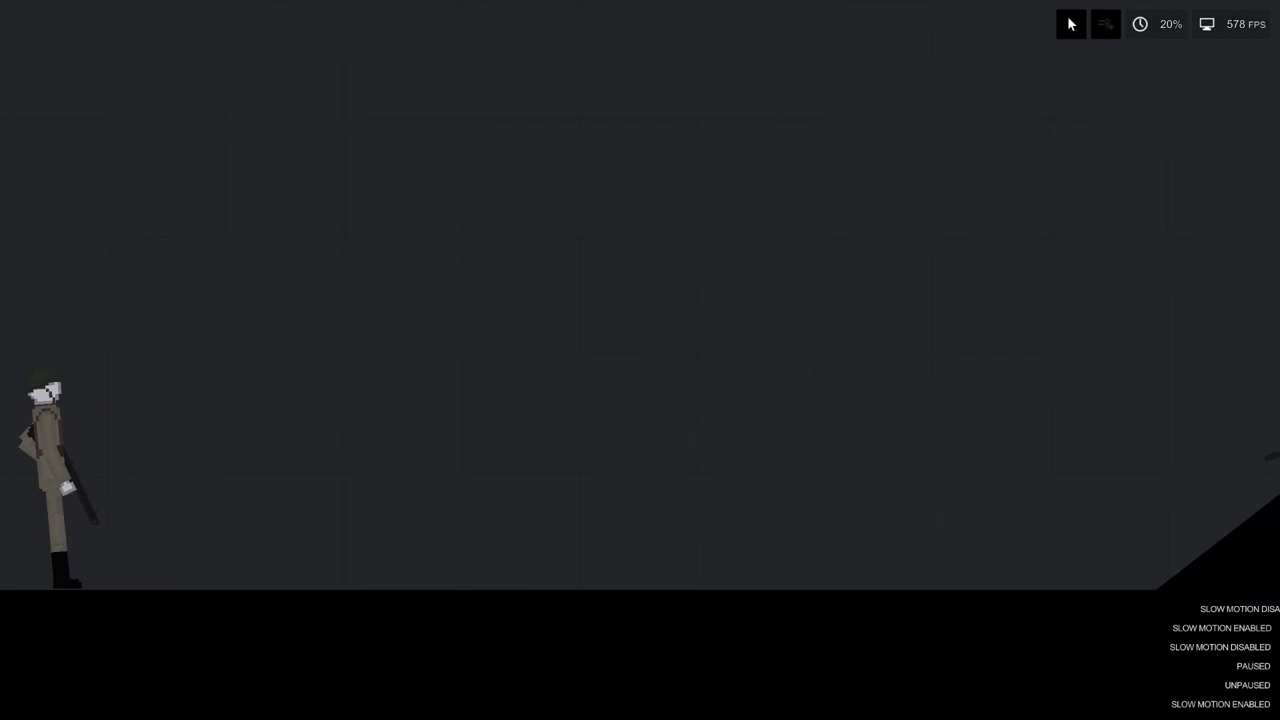 20%
578 FPS
SLOW MOTION DISA
SLOW MOTION ENABLED
SLOW MOTION DISABLED
PAUSED
UNPAUSED
SLOW MOTION ENABLED